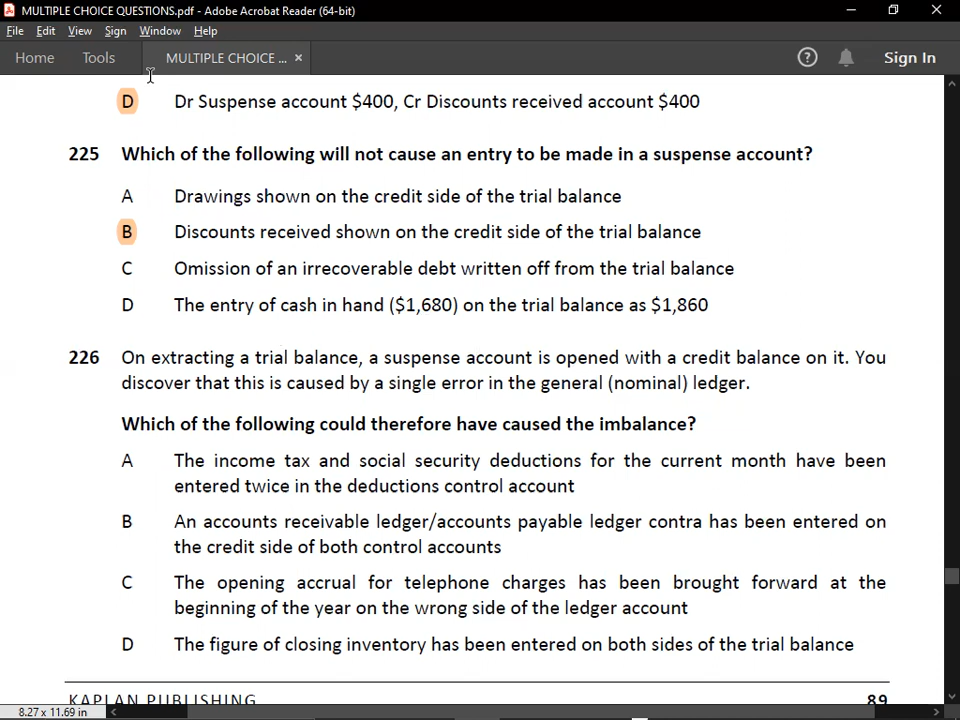 MULTIPLE CHOICE QUESTIONS.pdf - Adobe Acrobat Reader (64-bit)
File Edit View Sign Window Help
Home Tools MULTIPLE CHOICE ... × Sign In
D Dr Suspense account $400, Cr Discounts received account $400
225 Which of the following will not cause an entry to be made in a suspense account?
A Drawings shown on the credit side of the trial balance
B Discounts received shown on the credit side of the trial balance
C Omission of an irrecoverable debt written off from the trial balance
D The entry of cash in hand ($1,680) on the trial balance as $1,860
226 On extracting a trial balance, a suspense account is opened with a credit balance on it. You
discover that this is caused by a single error in the general (nominal) ledger.
Which of the following could therefore have caused the imbalance?
A The income tax and social security deductions for the current month have been
entered twice in the deductions control account
B An accounts receivable ledger/accounts payable ledger contra has been entered on
the credit side of both control accounts
C The opening accrual for telephone charges has been brought forward at the
beginning of the year on the wrong side of the ledger account
D The figure of closing inventory has been entered on both sides of the trial balance
KAPLAN PUBLISHING 89
8.27 x 11.69 in